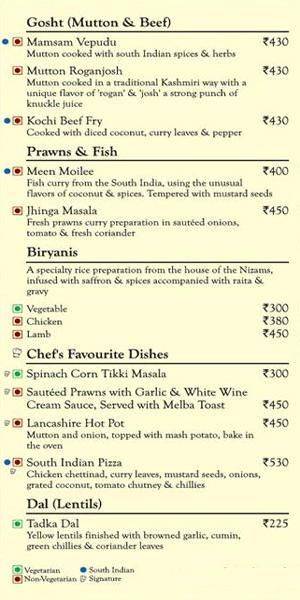 Gosht (Mutton & Beef)
Mamsam Vepudu ₹430
Mutton cooked with south Indian spices & herbs
Mutton Roganjosh ₹430
Mutton cooked in a traditional Kashmiri way with a
unique flavor of 'rogan' & 'josh' a strong punch of
knuckle juice
Kochi Beef Fry ₹430
Cooked with diced coconut, curry leaves & pepper
Prawns & Fish
Meen Moilee ₹400
Fish curry from the South India, using the unusual
flavors of coconut & spices. Tempered with mustard seeds
Jhinga Masala ₹450
Fresh prawns curry preparation in sautéed onions,
tomato & fresh coriander
Biryanis
A specialty rice preparation from the house of the Nizams,
infused with saffron & spices accompanied with raita &
gravy
Vegetable ₹300
Chicken ₹380
Lamb ₹450
Chef's Favourite Dishes
Spinach Corn Tikki Masala ₹300
Sautéed Prawns with Garlic & White Wine
Cream Sauce, Served with Melba Toast ₹450
Lancashire Hot Pot ₹450
Mutton and onion, topped with mash potato, bake in
the oven
South Indian Pizza ₹530
Chicken chettinad, curry leaves, mustard seeds, onions,
grated coconut, tomato chutney & chillies
Dal (Lentils)
Tadka Dal ₹225
Yellow lentils finished with browned garlic, cumin,
green chillies & coriander leaves
Vegetarian South Indian
Non-Vegetarian Signature